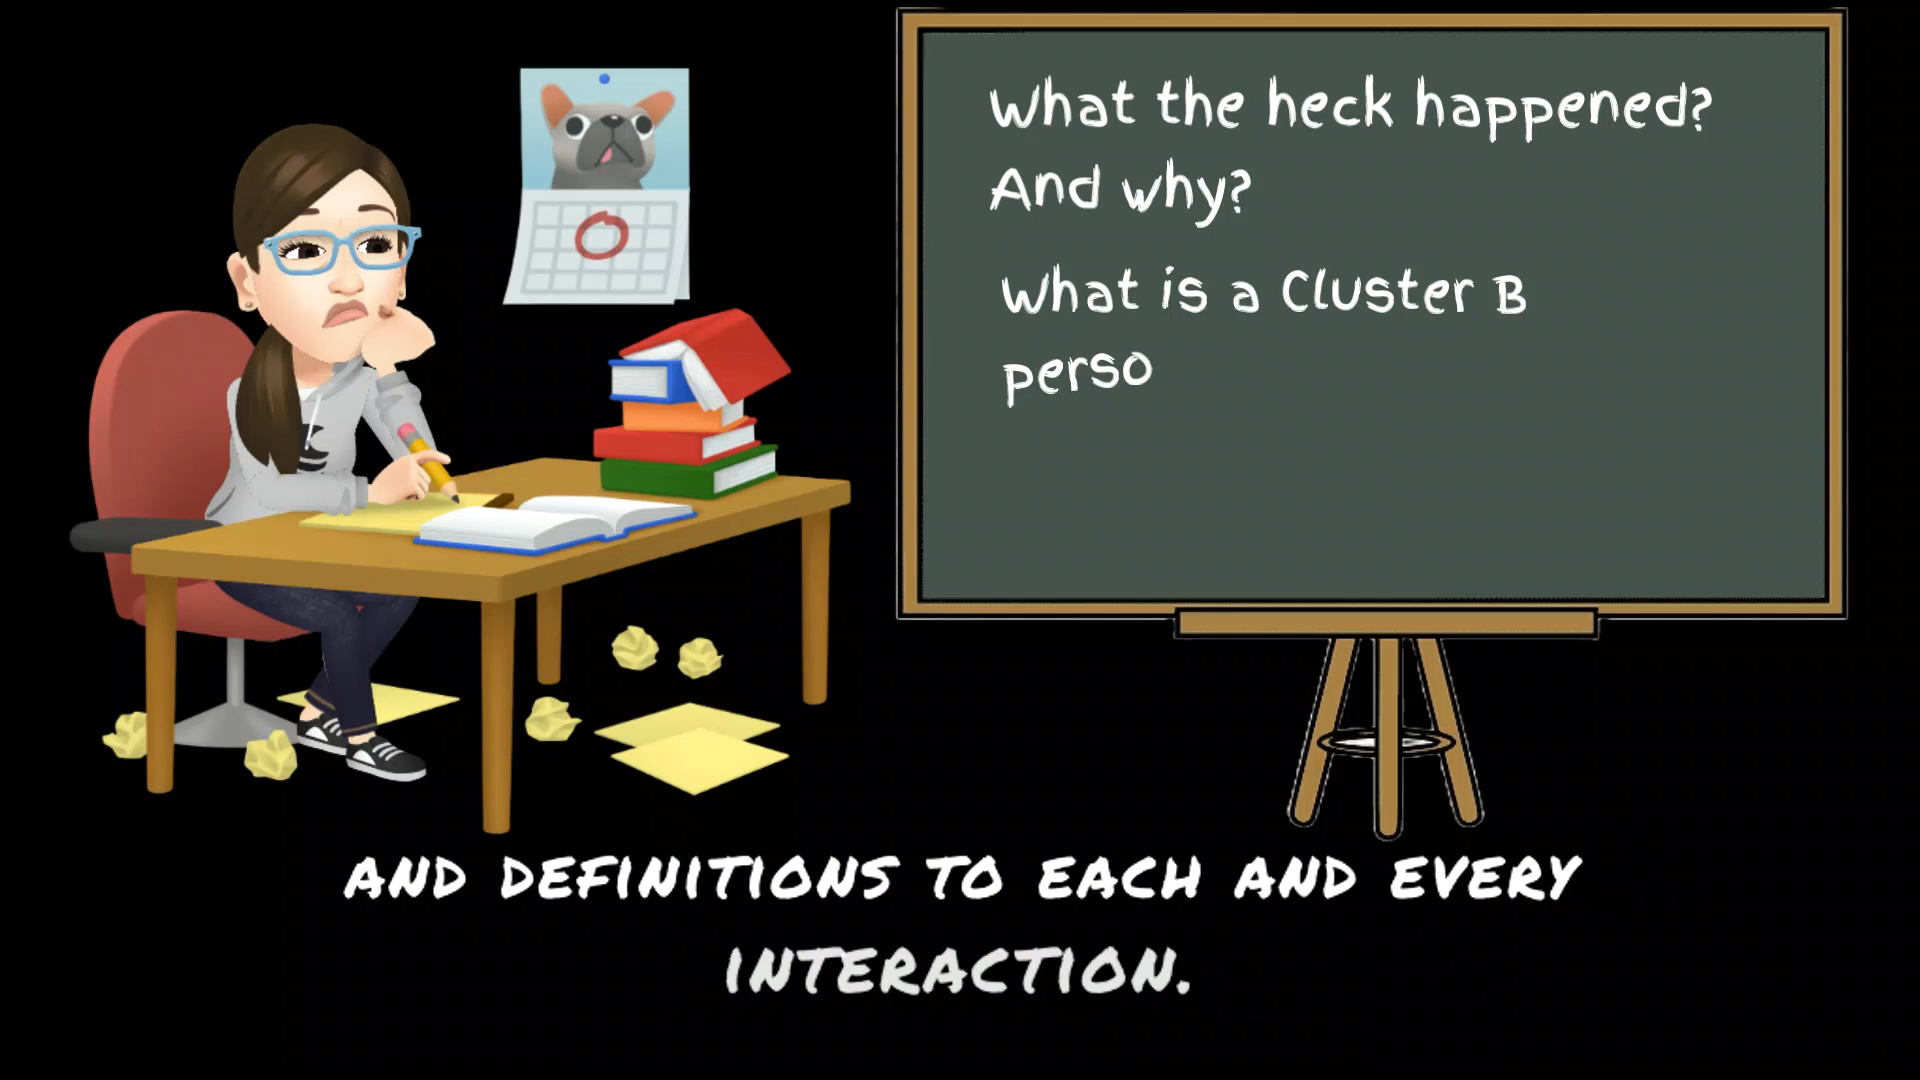 What the heck happened?
And why?
What is a Cluster B
perso
AND DEFINITIONS TO EACH AND EVERY
INTERACTION.